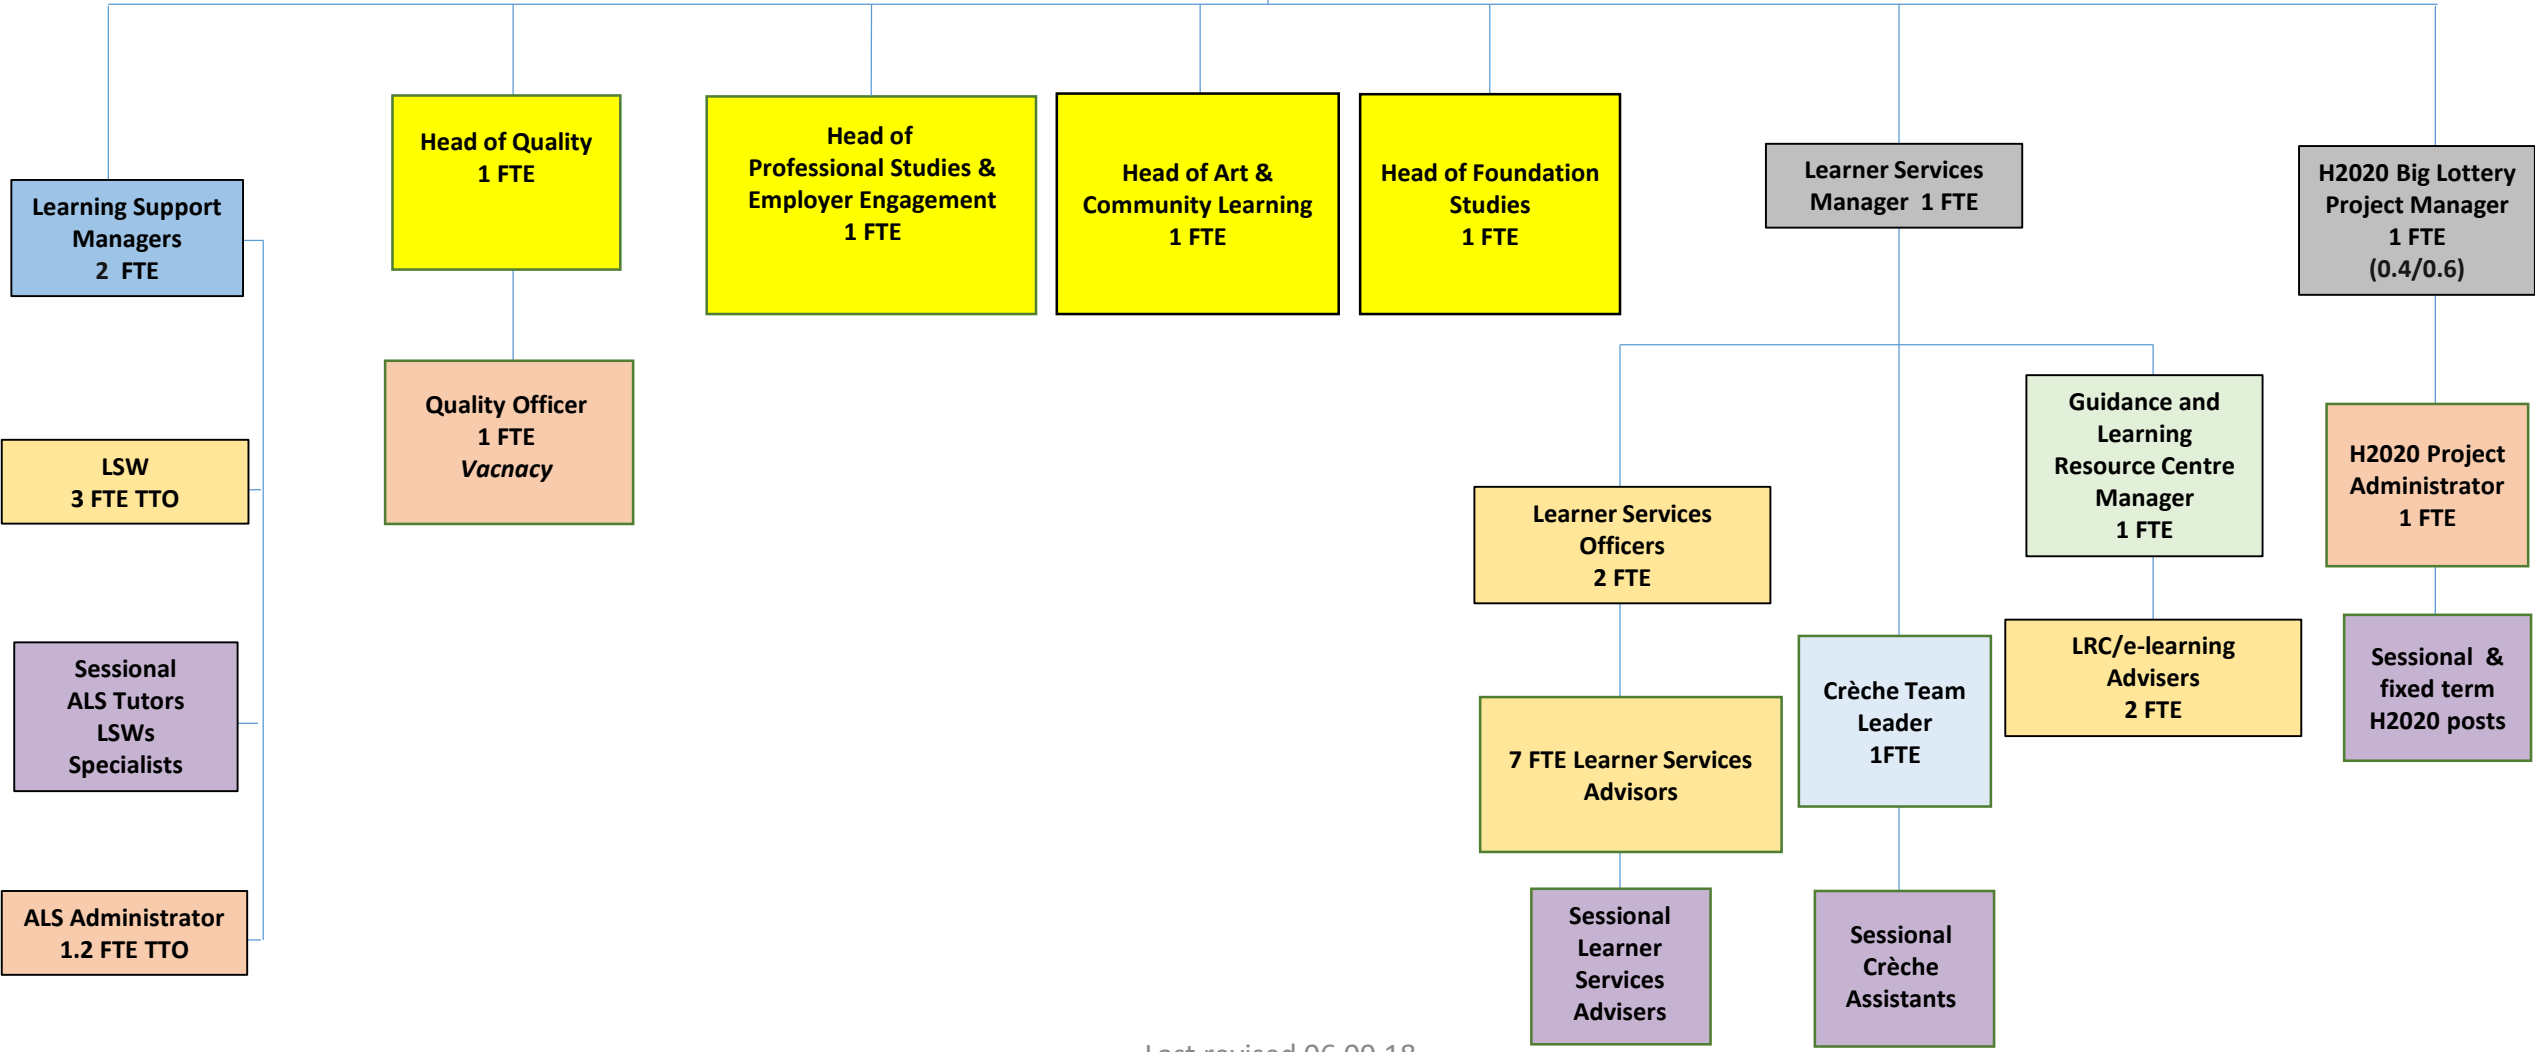 Learning Support
Managers
2 FTE
LSW
3 FTE TTO
Sessional
ALS Tutors
LSWs
Specialists
ALS Administrator
1.2 FTE TTO
Head of Quality
1 FTE
Quality Officer
1 FTE
Vacnacy
Head of
Professional Studies &
Employer Engagement
1 FTE
Head of Art &
Community Learning
1 FTE
Head of Foundation
Studies
1 FTE
Learner Services
Manager 1 FTE
Learner Services
Officers
2 FTE
7 FTE Learner Services
Advisors
Sessional
Learner
Services
Advisers
Crèche Team
Leader
1FTE
Sessional
Crèche
Assistants
Guidance and
Learning
Resource Centre
Manager
1 FTE
LRC/e-learning
Advisers
2 FTE
H2020 Big Lottery
Project Manager
1 FTE
(0.4/0.6)
H2020 Project
Administrator
1 FTE
Sessional &
fixed term
H2020 posts
Last revised 06.09.18